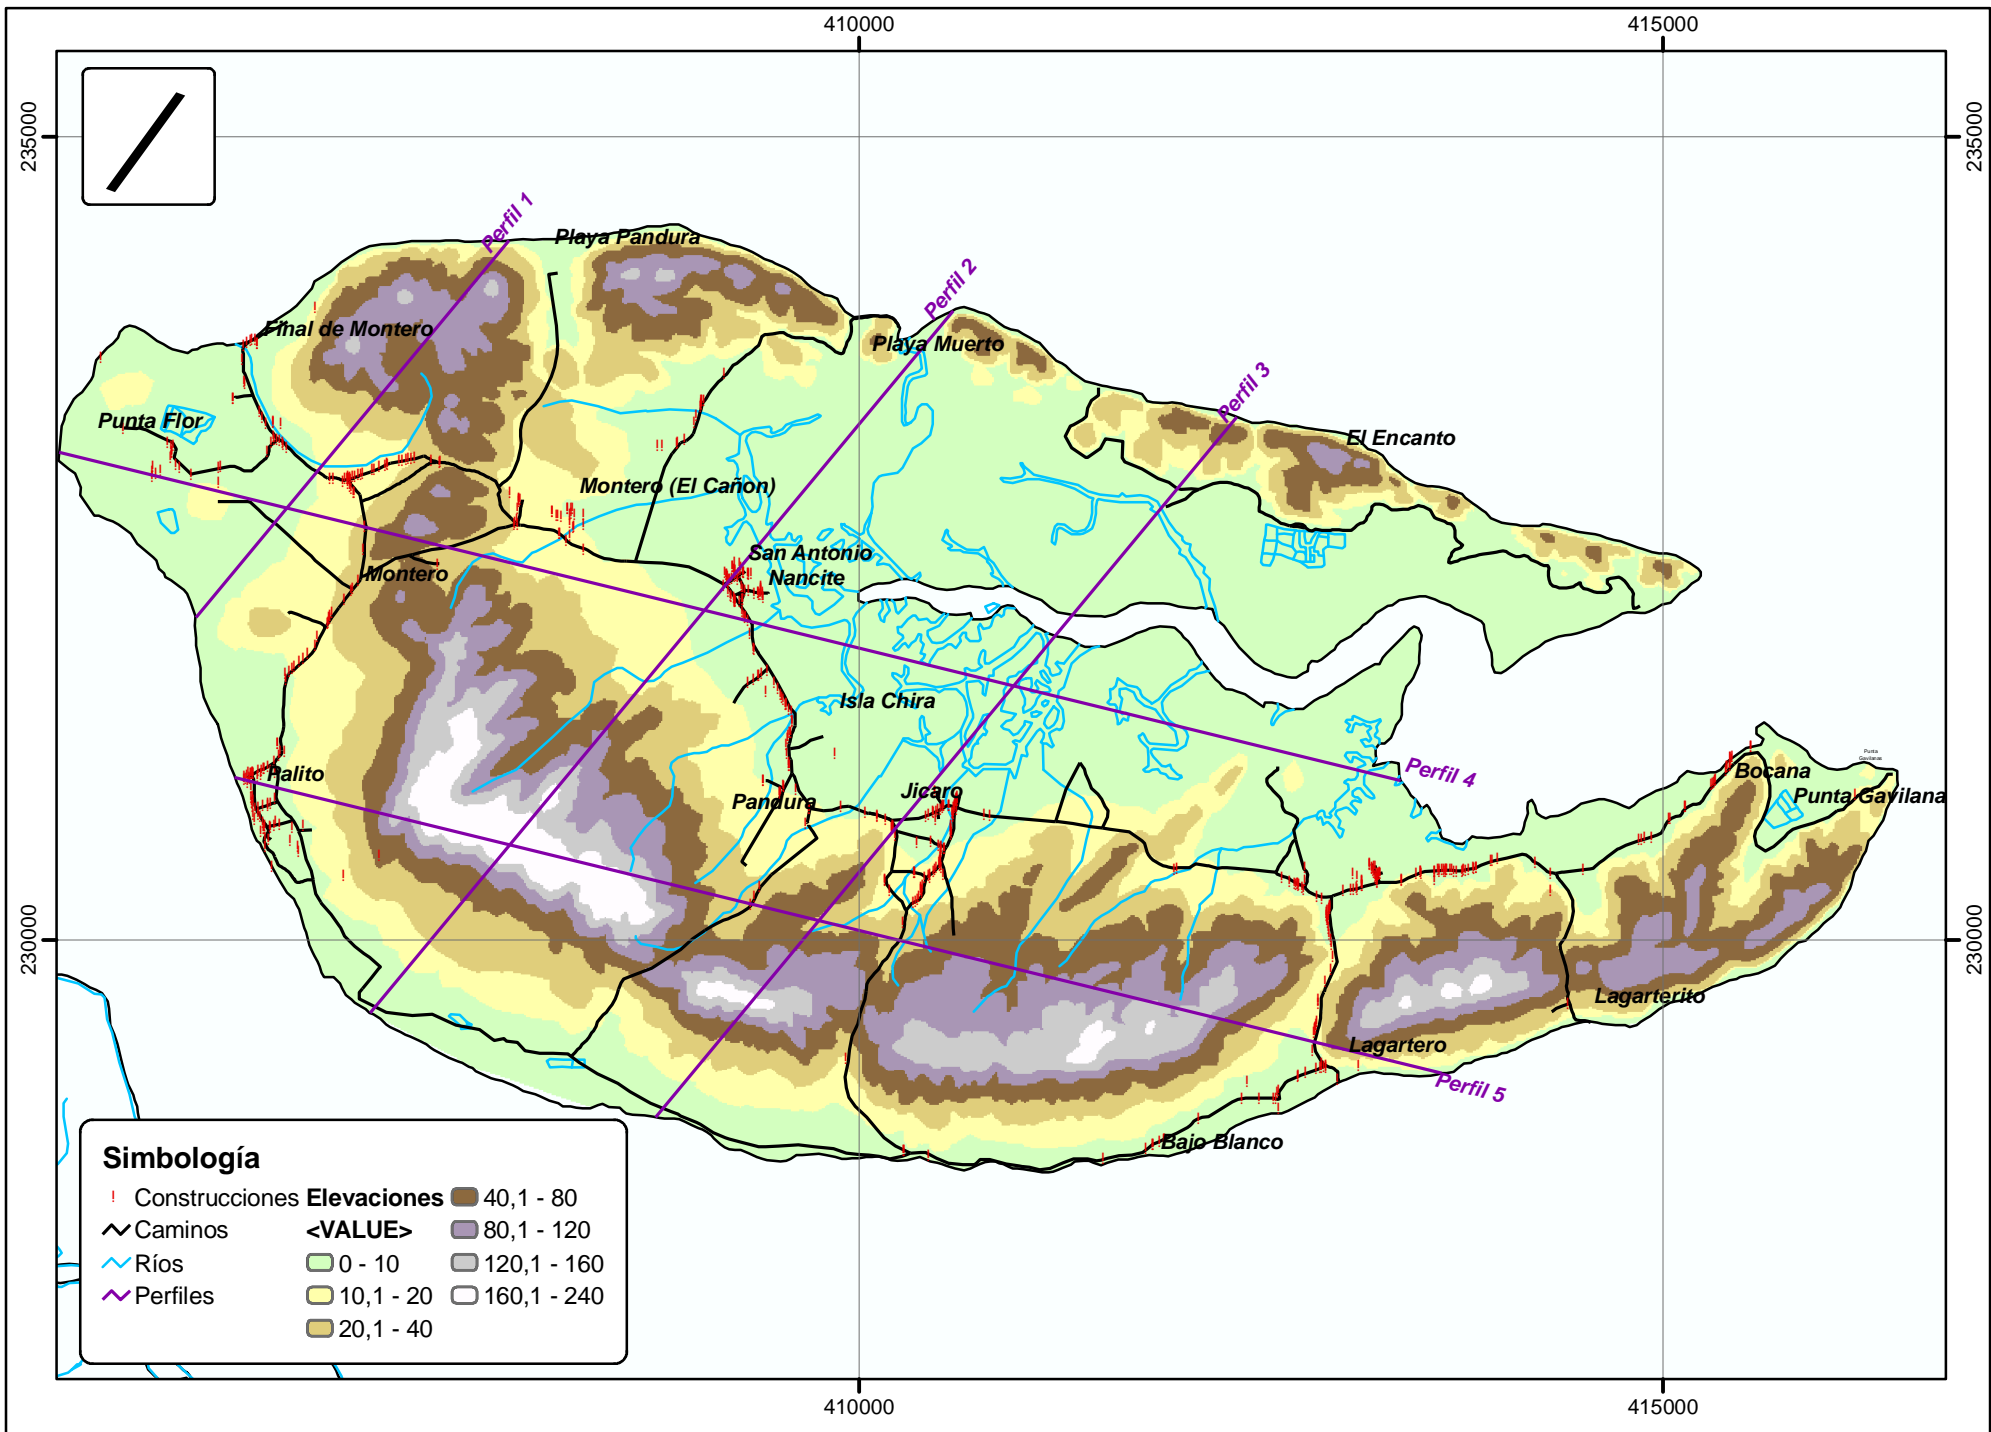 410000
415000
235000
235000
Perfil 1
Playa Pandura
Perfil 2
Final de Montero
Playa Muerto
Perfil 3
Punta Flor
El Encanto
Montero (El Cañon)
San Antonio
Nancite
Montero
Isla Chira
Punta
Gavilanas
Palito
Perfil 4
Bocana
Pandura
Jicaro
Punta Gavilana
230000
230000
Lagarterito
Lagartero
Perfil 5
Bajo Blanco
Simbología
Construcciones
Caminos
Ríos
Perfiles
Elevaciones
<VALUE>
0 - 10
10,1 - 20
20,1 - 40
40,1 - 80
80,1 - 120
120,1 - 160
160,1 - 240
410000
415000